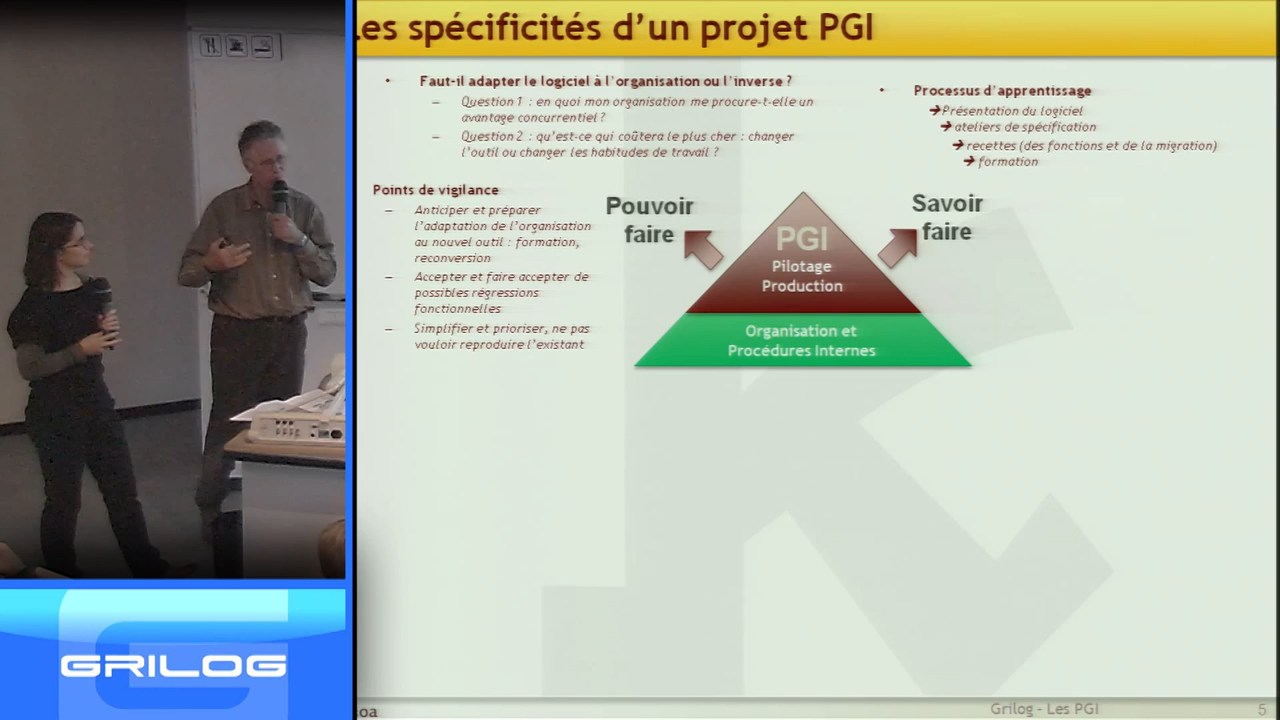 es spécificités d'un projet PGI
• Faut-il adapter le logiciel à l'organisation ou l'inverse ?
– Question 1 : en quoi mon organisation me procure-t-elle un
avantage concurrentiel ?
– Question 2 : qu'est-ce qui coûtera le plus cher : changer
l'outil ou changer les habitudes de travail ?
• Processus d'apprentissage
➔Présentation du logiciel
➔ ateliers de spécification
➔ recettes (des fonctions et de la migration)
➔ formation
Points de vigilance
– Anticiper et préparer
l'adaptation de l'organisation
au nouvel outil : formation,
reconversion
– Accepter et faire accepter de
possibles régressions
fonctionnelles
– Simplifier et prioriser, ne pas
vouloir reproduire l'existant
Pouvoir
faire
PGI
Pilotage
Production
Savoir
faire
Organisation et
Procédures Internes
GRILOG
oa
Grilog - Les PGI
5